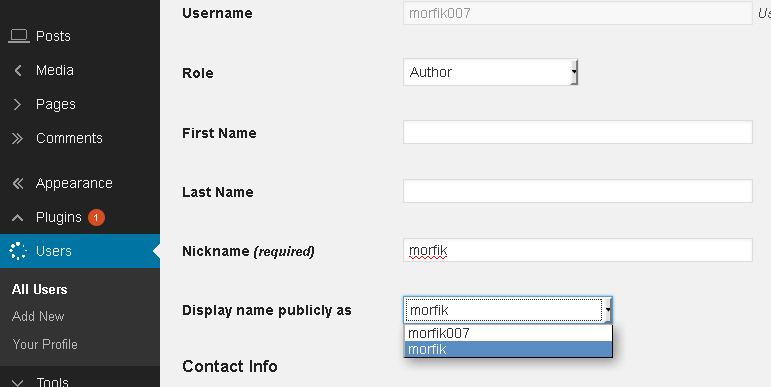 Username morfik007 Us
Posts
Media
Role Author
Pages
First Name
Comments
Appearance
Last Name
Plugins 1
Users
Nickname (required) morfik
All Users
Display name publicly as morfik
Add New
morfik007
Your Profile
morfik
Contact Info
Tools